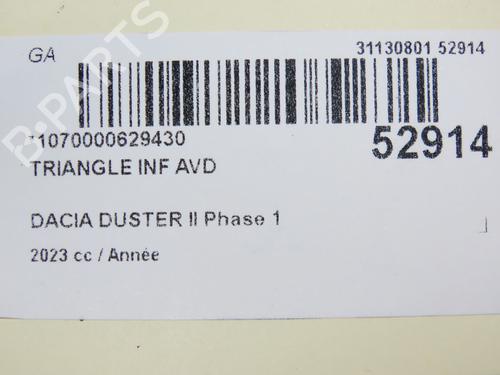 GA
31130801 52914
11070000629430
52914
TRIANGLE INF AVD
DACIA DUSTER II Phase 1
2023 cc / Année
B-PARTS